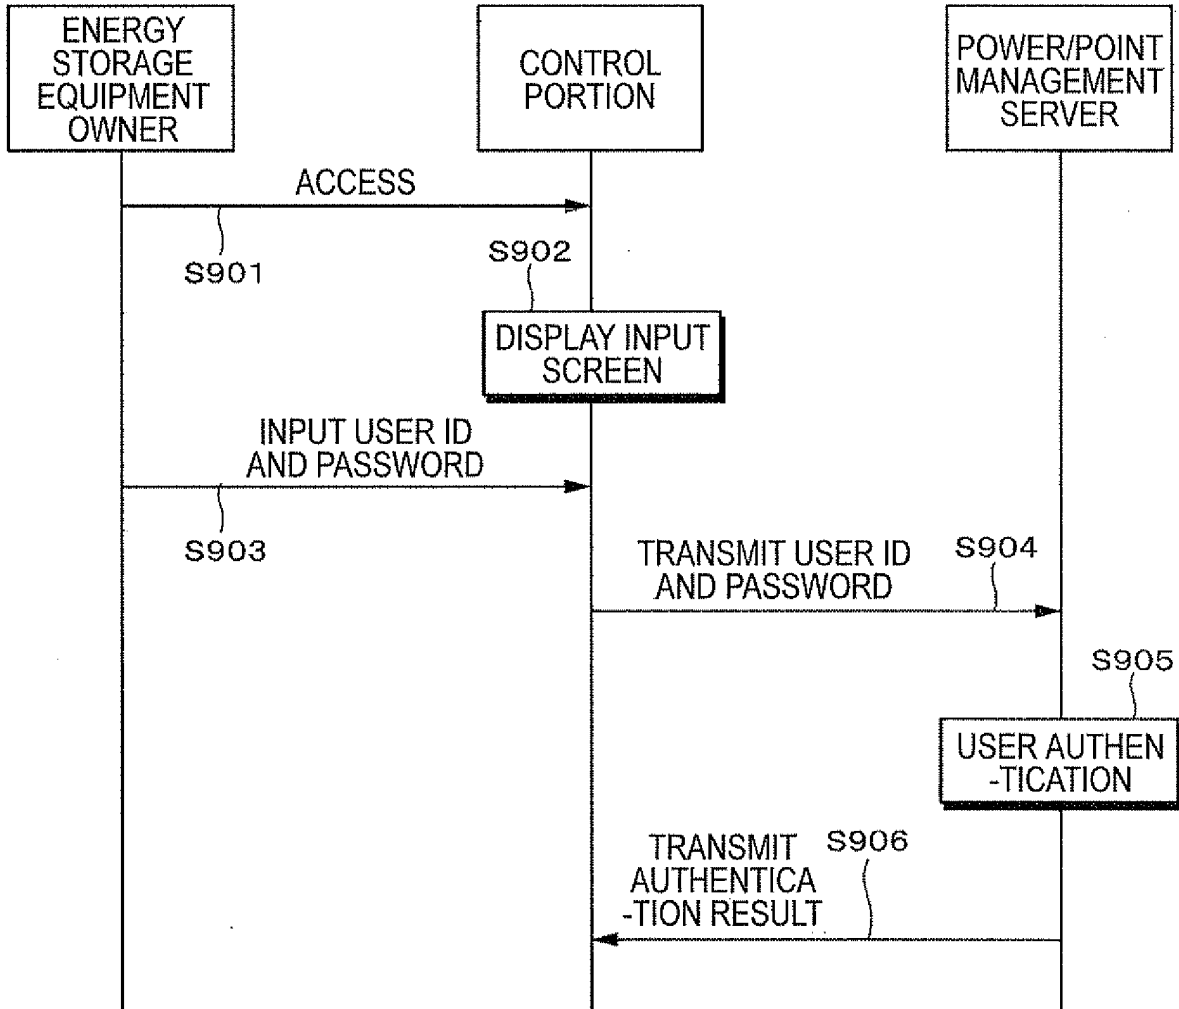 ENERGY
STORAGE
EQUIPMENT
OWNER
CONTROL
PORTION
POWER/POINT
MANAGEMENT
SERVER
ACCESS
S901
S902
DISPLAY INPUT
SCREEN
INPUT USER ID
AND PASSWORD
S903
TRANSMIT USER ID
AND PASSWORD
S904
S905
USER AUTHEN
-TICATION
TRANSMIT
AUTHENTICA
-TION RESULT
S906